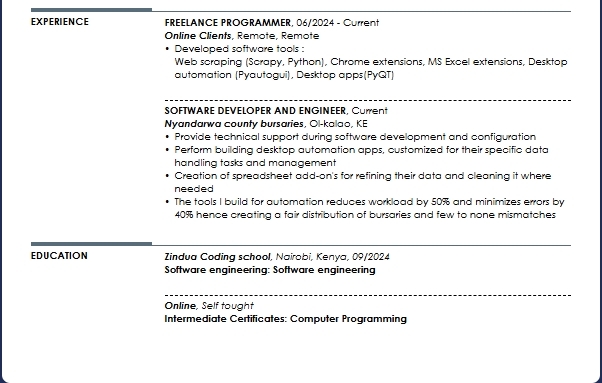 EXPERIENCE
FREELANCE PROGRAMMER, 06/2024 - Current
Online Clients, Remote, Remote
• Developed software tools :
Web scraping (Scrapy, Python), Chrome extensions, MS Excel extensions, Desktop
automation (Pyautogui), Desktop apps(PyQT)
SOFTWARE DEVELOPER AND ENGINEER, Current
Nyandarwa county bursaries, Ol-kalao, KE
• Provide technical support during software development and configuration
• Perform building desktop automation apps, customized for their specific data
handling tasks and management
• Creation of spreadsheet add-on's for refining their data and cleaning it where
needed
• The tools I build for automation reduces workload by 50% and minimizes errors by
40% hence creating a fair distribution of bursaries and few to none mismatches
EDUCATION
Zindua Coding school, Nairobi, Kenya, 09/2024
Software engineering: Software engineering
Online, Self tought
Intermediate Certificates: Computer Programming